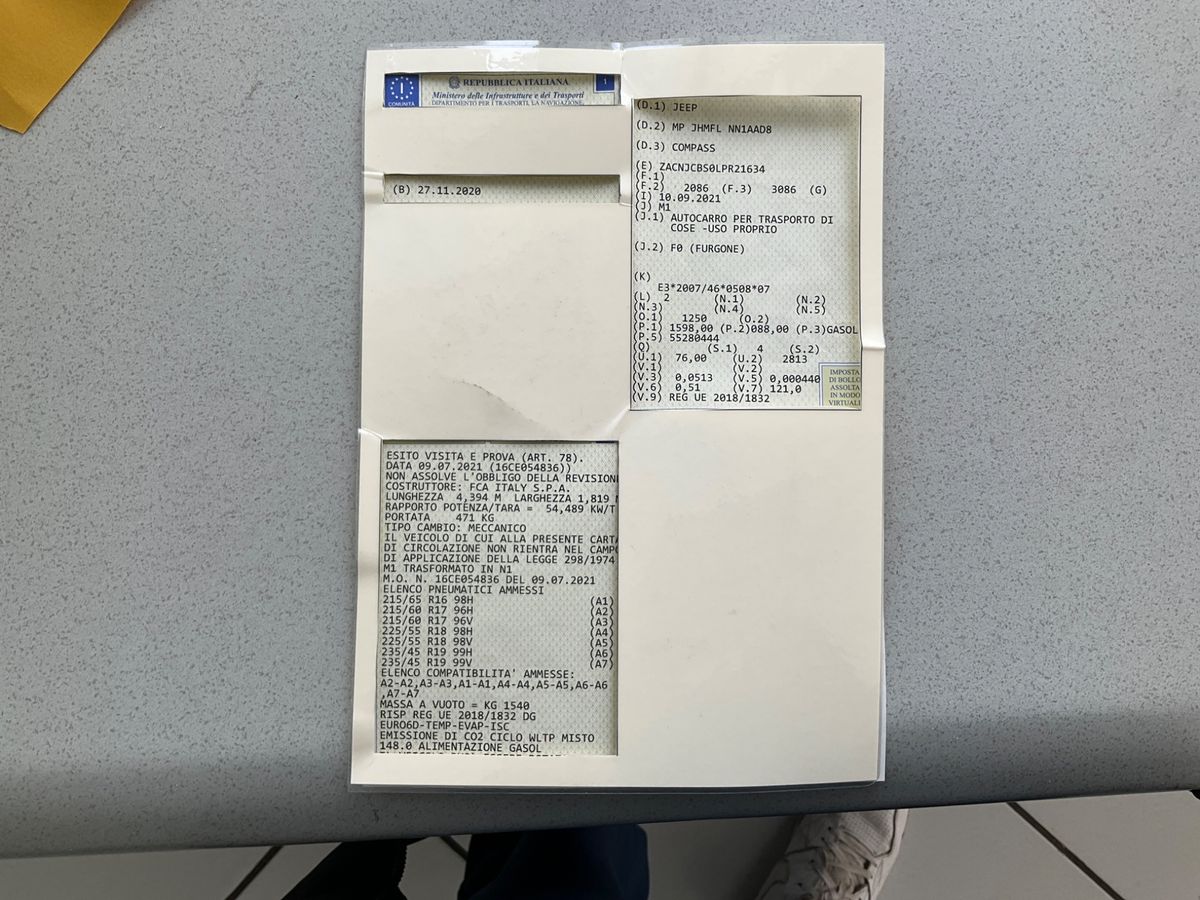 I
COMUNITÀ
REPUBBLICA ITALIANA
Ministero delle Infrastrutture e dei Trasporti
DIPARTIMENTO PER I TRASPORTI, LA NAVIGAZIONE,
1
(B) 27.11.2020
(D.1) JEEP
(D.2) MP JHMFL NN1AAD8
(D.3) COMPASS
(E) ZACNJCBS0LPR21634
(F.1)
(F.2) 2086 (F.3) 3086 (G)
(I) 10.09.2021
(J) M1
(J.1) AUTOCARRO PER TRASPORTO DI
COSE -USO PROPRIO
(J.2) F0 (FURGONE)
(K)
E3*2007/46*0508*07
(L) 2 (N.1) (N.2)
(N.3) (N.4) (N.5)
(O.1) 1250 (O.2)
(P.1) 1598,00 (P.2)088,00 (P.3)GASOL
(P.5) 55280444
(Q) (S.1) 4 (S.2)
(U.1) 76,00 (U.2) 2813
(V.1) (V.2)
(V.3) 0,0513 (V.5) 0,000440
(V.6) 0,51 (V.7) 121,0
(V.9) REG UE 2018/1832
IMPOSTA
DI BOLLO
ASSOLTA
IN MODO
VIRTUALE
ESITO VISITA E PROVA (ART. 78).
DATA 09.07.2021 (16CE054836))
NON ASSOLVE L'OBBLIGO DELLA REVISION
COSTRUTTORE: FCA ITALY S.P.A.
LUNGHEZZA 4,394 M LARGHEZZA 1,819 M
RAPPORTO POTENZA/TARA = 54,489 KW/T
PORTATA 471 KG
TIPO CAMBIO: MECCANICO
IL VEICOLO DI CUI ALLA PRESENTE CARTA
DI CIRCOLAZIONE NON RIENTRA NEL CAMPO
DI APPLICAZIONE DELLA LEGGE 298/1974
M1 TRASFORMATO IN N1
M.O. N. 16CE054836 DEL 09.07.2021
ELENCO PNEUMATICI AMMESSI
215/65 R16 98H (A1)
215/60 R17 96H (A2)
215/60 R17 96V (A3)
225/55 R18 98H (A4)
225/55 R18 98V (A5)
235/45 R19 99H (A6)
235/45 R19 99V (A7)
ELENCO COMPATIBILITA' AMMESSE:
A2-A2,A3-A3,A1-A1,A4-A4,A5-A5,A6-A6
,A7-A7
MASSA A VUOTO = KG 1540
RISP REG UE 2018/1832 DG
EURO6D-TEMP-EVAP-ISC
EMISSIONE DI CO2 CICLO WLTP MISTO
148.0 ALIMENTAZIONE GASOL